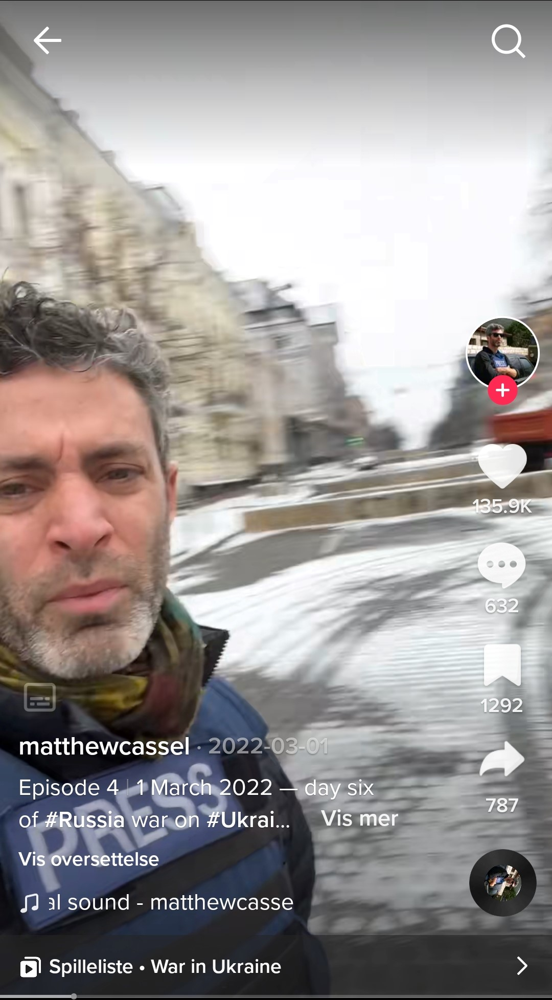 PRESS
135.9K
632
1292
787
matthewcassel · 2022-03-01
Episode 4 | 1 March 2022 — day six
of #Russia war on #Ukrai... Vis mer
PRESS
Vis oversettelse
al sound - matthewcasse
Spilleliste • War in Ukraine